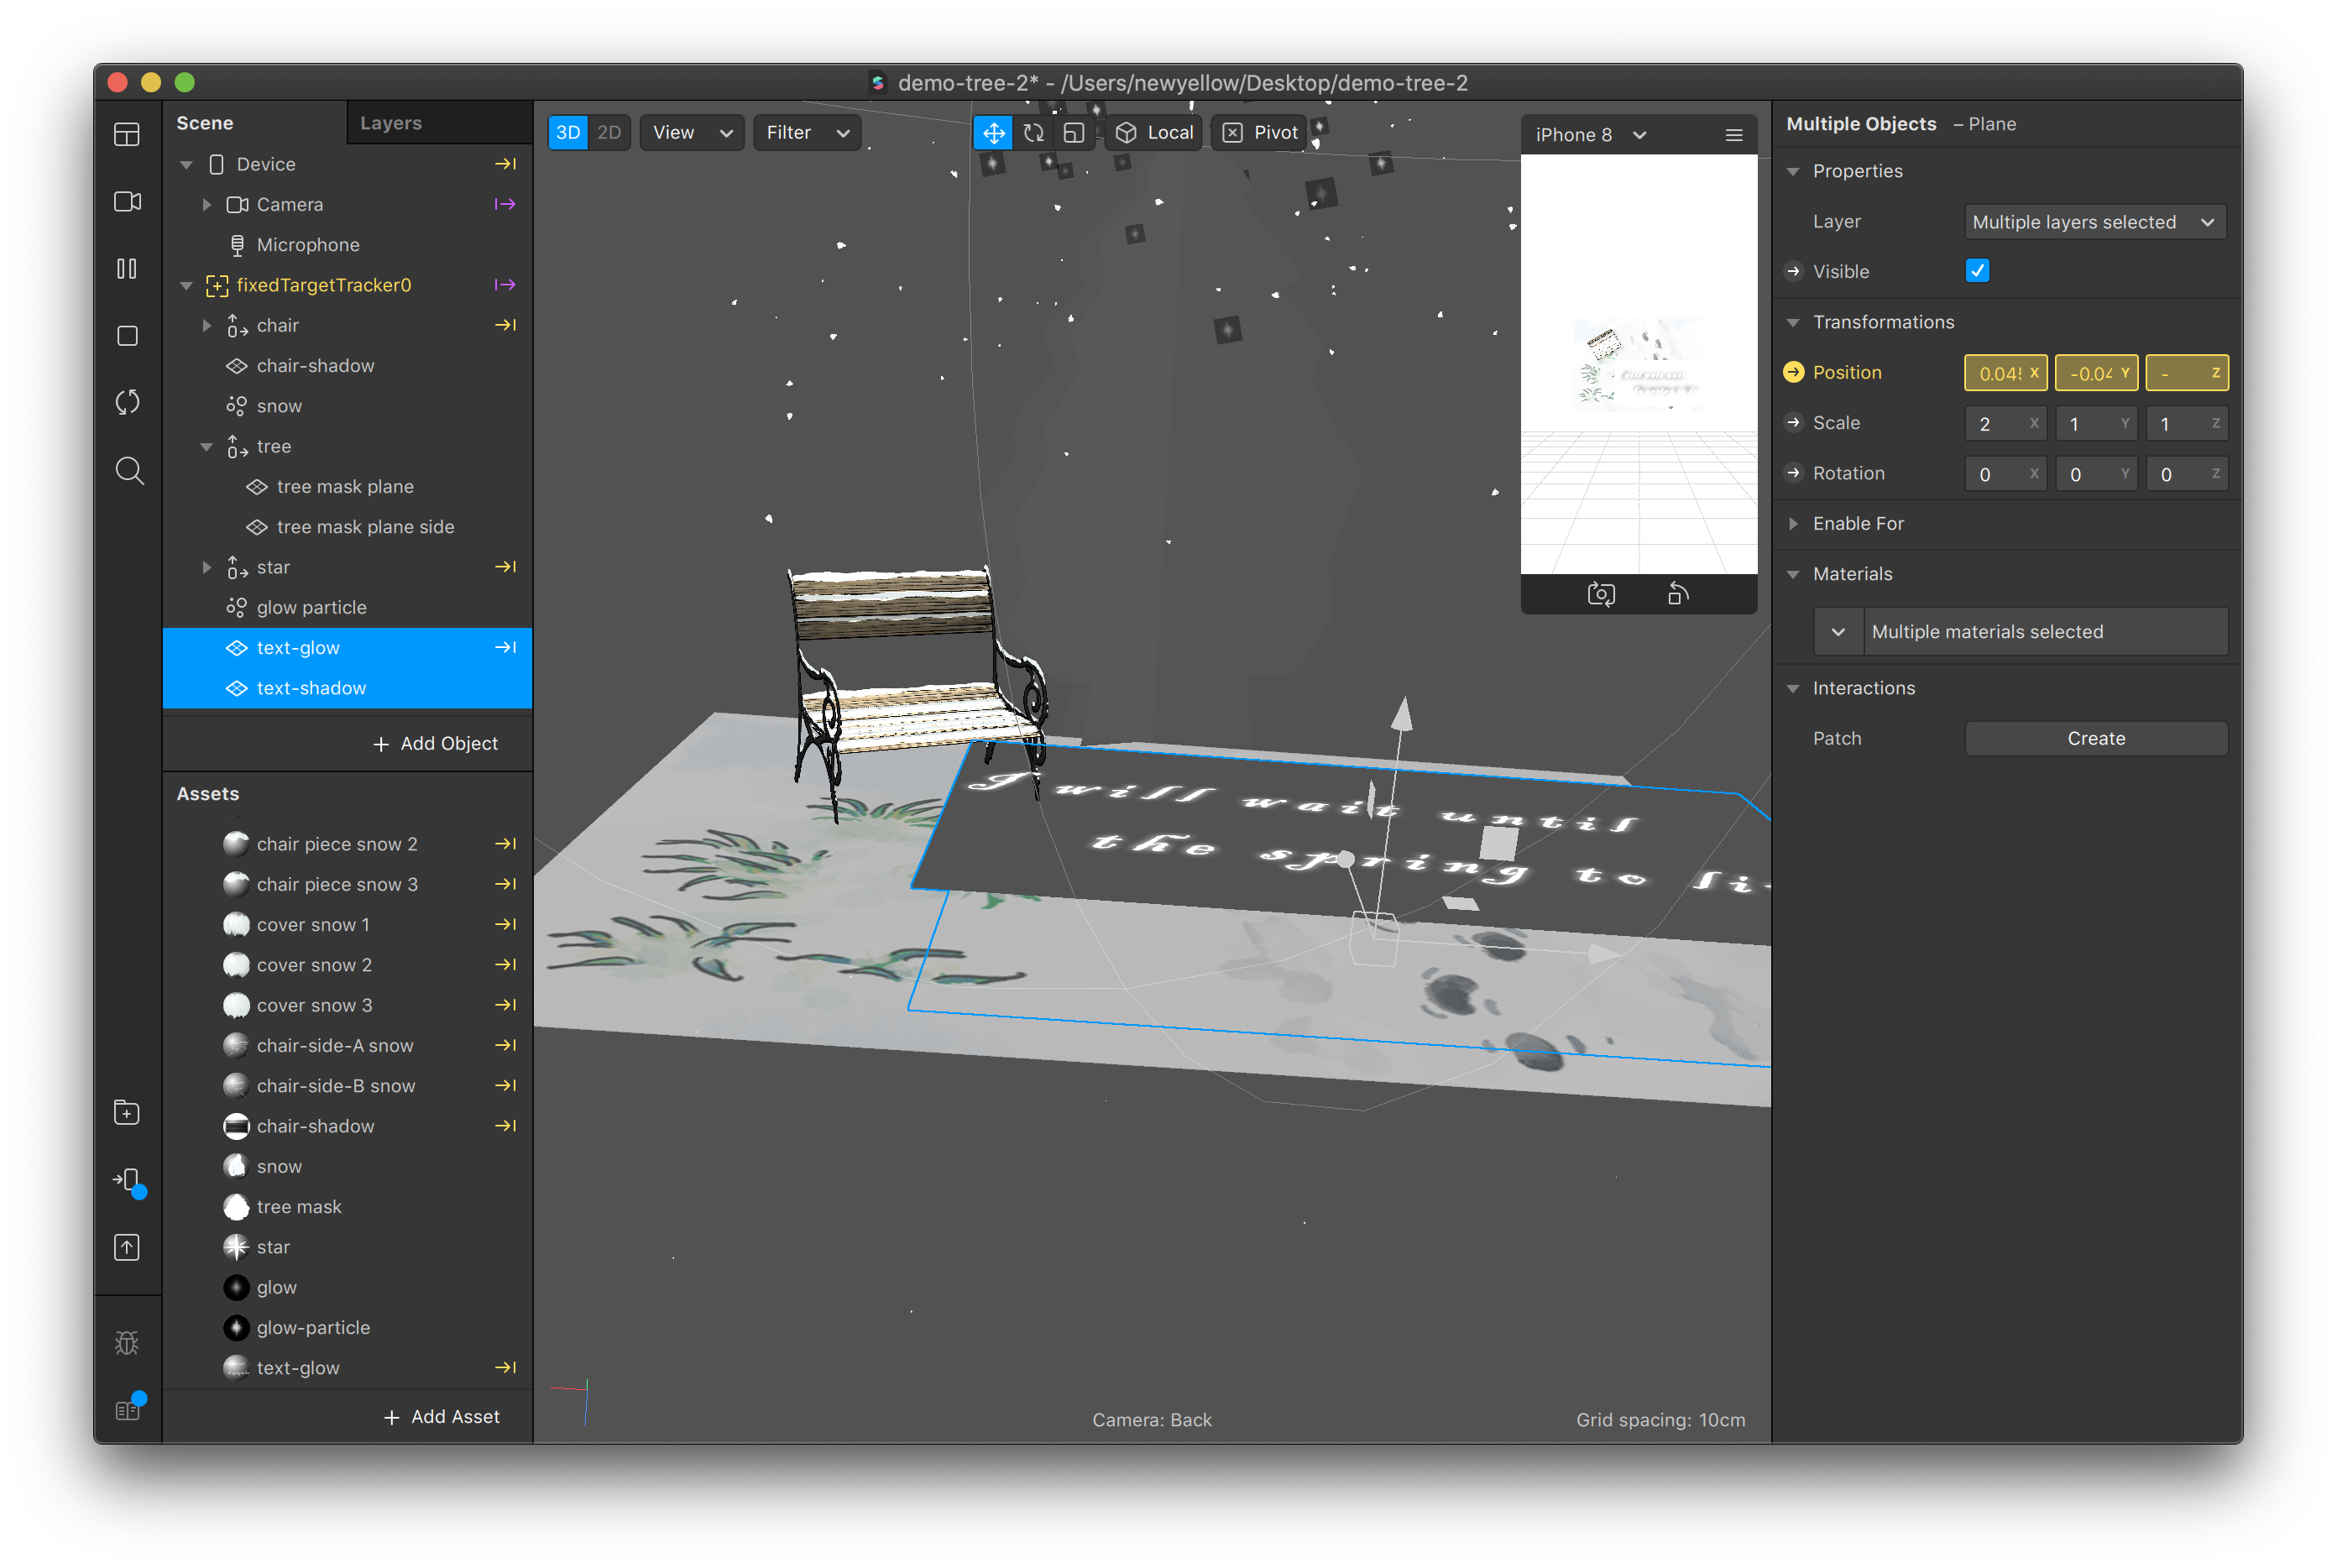 demo-tree-2* - /Users/newyellow/Desktop/demo-tree-2
Scene
Layers
Device
Camera
Microphone
fixedTargetTracker0
chair
chair-shadow
snow
tree
tree mask plane
tree mask plane side
star
glow particle
text-glow
text-shadow
+ Add Object
Assets
chair piece snow 2
chair piece snow 3
cover snow 1
cover snow 2
cover snow 3
chair-side-A snow
chair-side-B snow
chair-shadow
snow
tree mask
star
glow
glow-particle
text-glow
+ Add Asset
3D 2D View Filter Local Pivot
iPhone 8
I will wait until
the spring to
Camera: Back
Grid spacing: 10cm
Multiple Objects – Plane
Properties
Layer Multiple layers selected
Visible
Transformations
Position 0.045 X -0.04 Y - Z
Scale 2 X 1 Y 1 Z
Rotation 0 X 0 Y 0 Z
Enable For
Materials
Multiple materials selected
Interactions
Patch Create